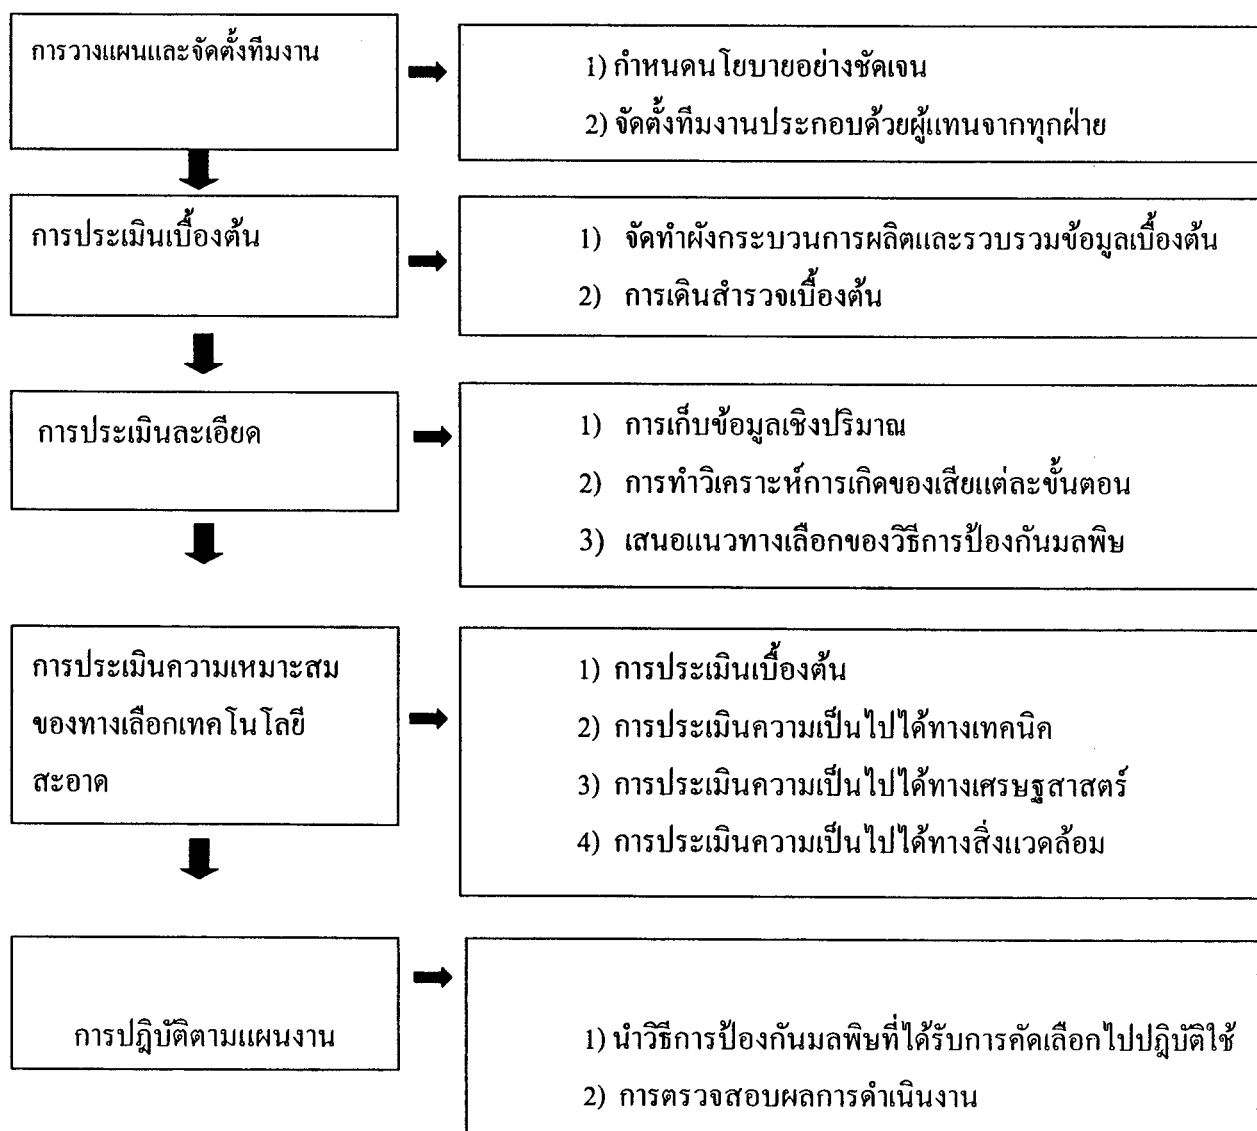 การวางแผนและจัดตั้งทีมงาน
1) กำหนดนโยบายอย่างชัดเจน
2) จัดตั้งทีมงานประกอบด้วยผู้แทนจากทุกฝ่าย
การประเมินเบื้องต้น
1) จัดทำผังกระบวนการผลิตและรวบรวมข้อมูลเบื้องต้น
2) การเดินสำรวจเบื้องต้น
การประเมินละเอียด
1) การเก็บข้อมูลเชิงปริมาณ
2) การทำวิเคราะห์การเกิดของเสียแต่ละขั้นตอน
3) เสนอแนวทางเลือกของวิธีการป้องกันมลพิษ
การประเมินความเหมาะสม
ของทางเลือกเทคโนโลยี
สะอาด
1) การประเมินเบื้องต้น
2) การประเมินความเป็นไปได้ทางเทคนิค
3) การประเมินความเป็นไปได้ทางเศรษฐสาสตร์
4) การประเมินความเป็นไปได้ทางสิ่งแวดล้อม
การปฎิบัติตามแผนงาน
1) นำวิธีการป้องกันมลพิษที่ได้รับการคัดเลือกไปปฎิบัติใช้
2) การตรวจสอบผลการดำเนินงาน